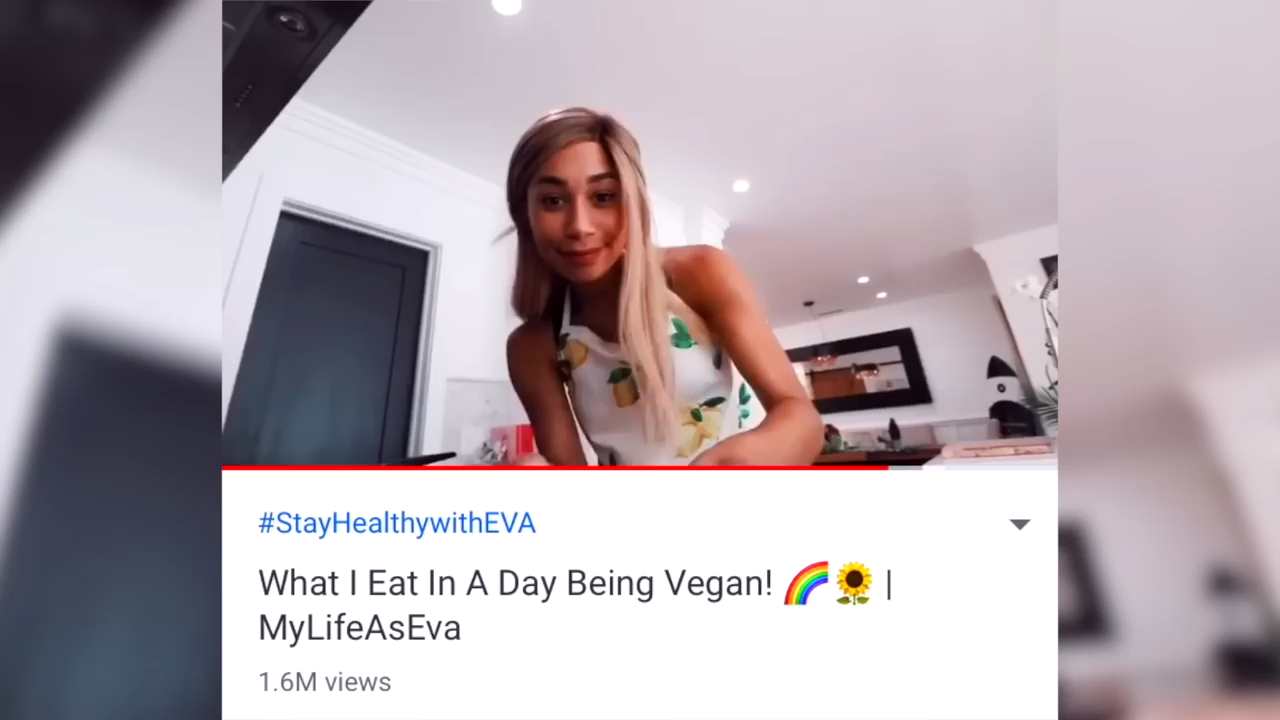 #StayHealthywithEVA
What I Eat In A Day Being Vegan! 🌈🌻 |
MyLifeAsEva
1.6M views